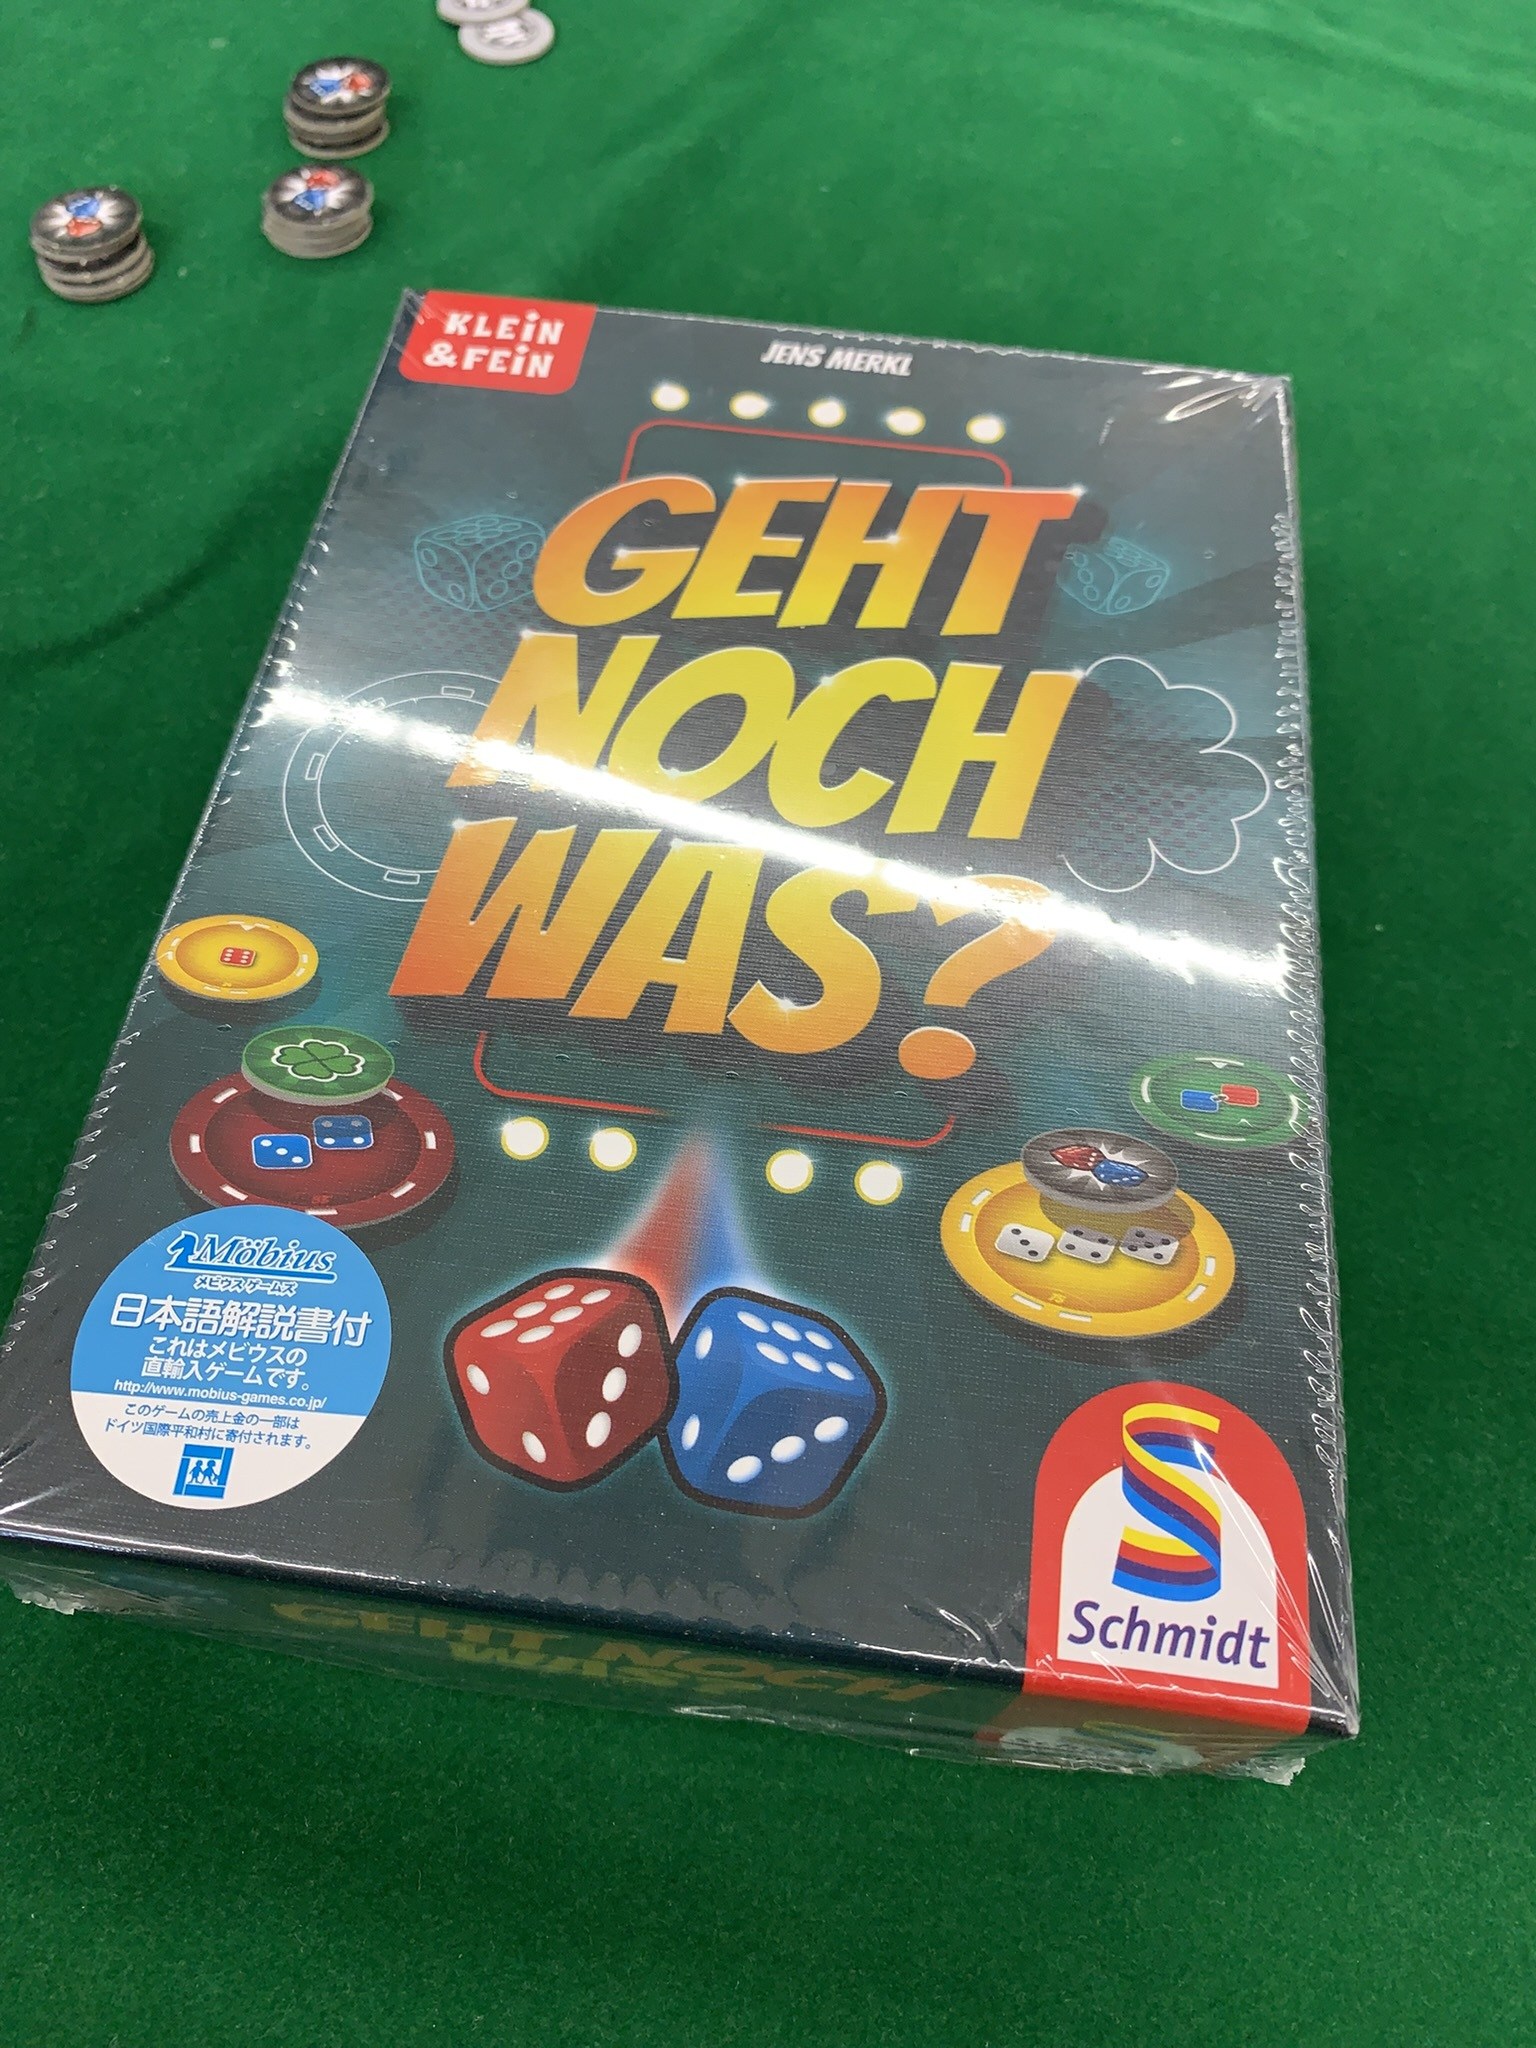 KLEIN
& FEIN
JENS MERKL
GEHT
NOCH
WAS?
Möbius
メビウスゲームズ
日本語解説書付
これはメビウスの
直輸入ゲームです。
http://www.mobius-games.co.jp/
このゲームの売上金の一部は
ドイツ国際平和村に寄付されます。
Schmidt
GEHT NOCH
WAS?